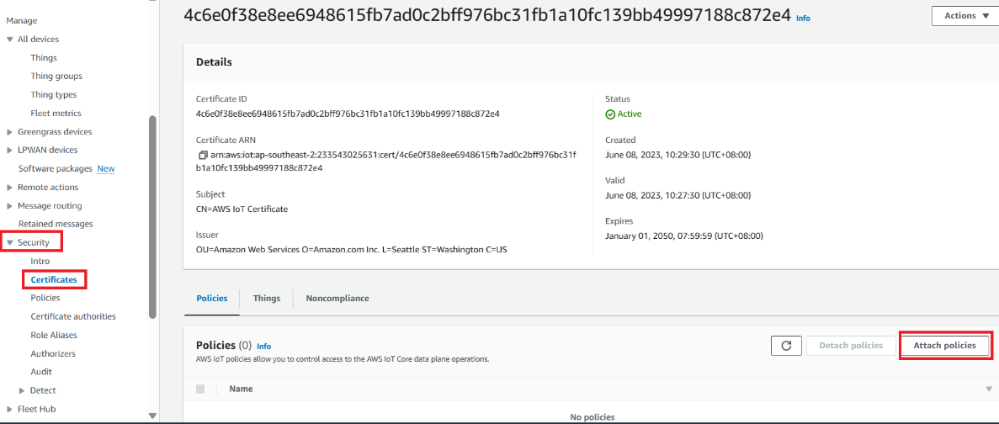 Manage
All devices
Things
Thing groups
Thing types
Fleet metrics
Greengrass devices
LPWAN devices
Software packages New
Remote actions
Message routing
Retained messages
Security
Intro
Certificates
Policies
Certificate authorities
Role Aliases
Authorizers
Audit
Detect
Fleet Hub
4c6e0f38e8ee6948615fb7ad0c2bff976bc31fb1a10fc139bb49997188c872e4 Info
Actions
Details
Certificate ID
4c6e0f38e8ee6948615fb7ad0c2bff976bc31fb1a10fc139bb49997188c872e4
Certificate ARN
arn:aws:iot:ap-southeast-2:233543025631:cert/4c6e0f38e8ee6948615fb7ad0c2bff976bc31f
b1a10fc139bb49997188c872e4
Subject
CN=AWS IoT Certificate
Issuer
OU=Amazon Web Services O=Amazon.com Inc. L=Seattle ST=Washington C=US
Status
Active
Created
June 08, 2023, 10:29:30 (UTC+08:00)
Valid
June 08, 2023, 10:27:30 (UTC+08:00)
Expires
January 01, 2050, 07:59:59 (UTC+08:00)
Policies Things Noncompliance
Policies (0) Info
AWS IoT policies allow you to control access to the AWS IoT Core data plane operations.
Detach policies
Attach policies
Name
No policies